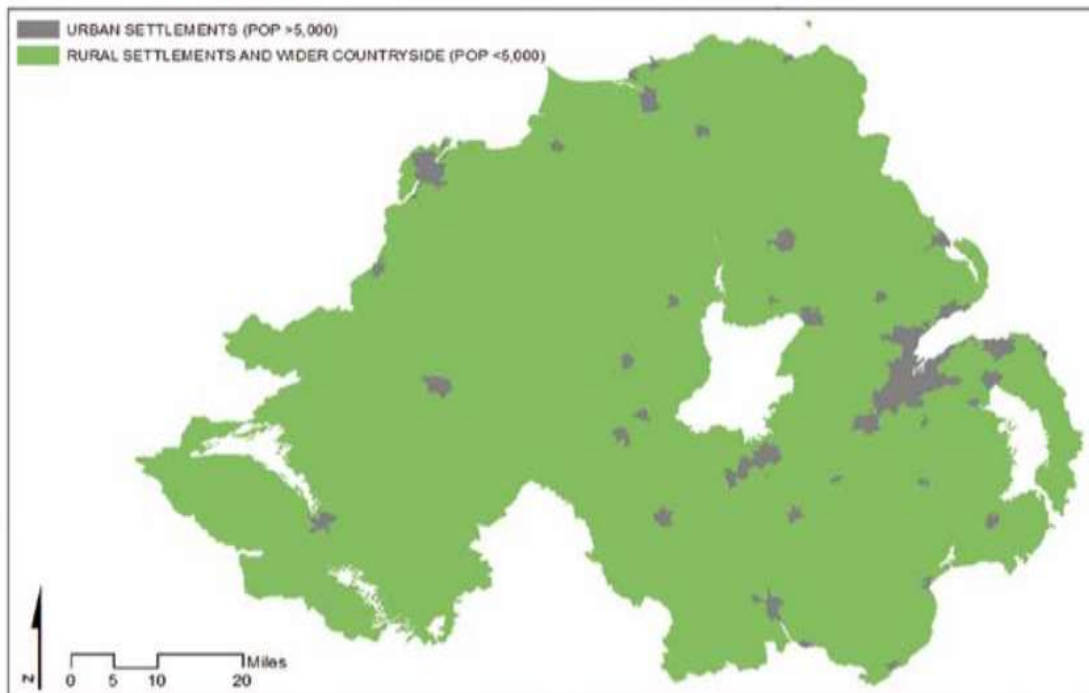 URBAN SETTLEMENTS (POP >5,000)
RURAL SETTLEMENTS AND WIDER COUNTRYSIDE (POP <5,000)
N
Miles
0 5 10 20